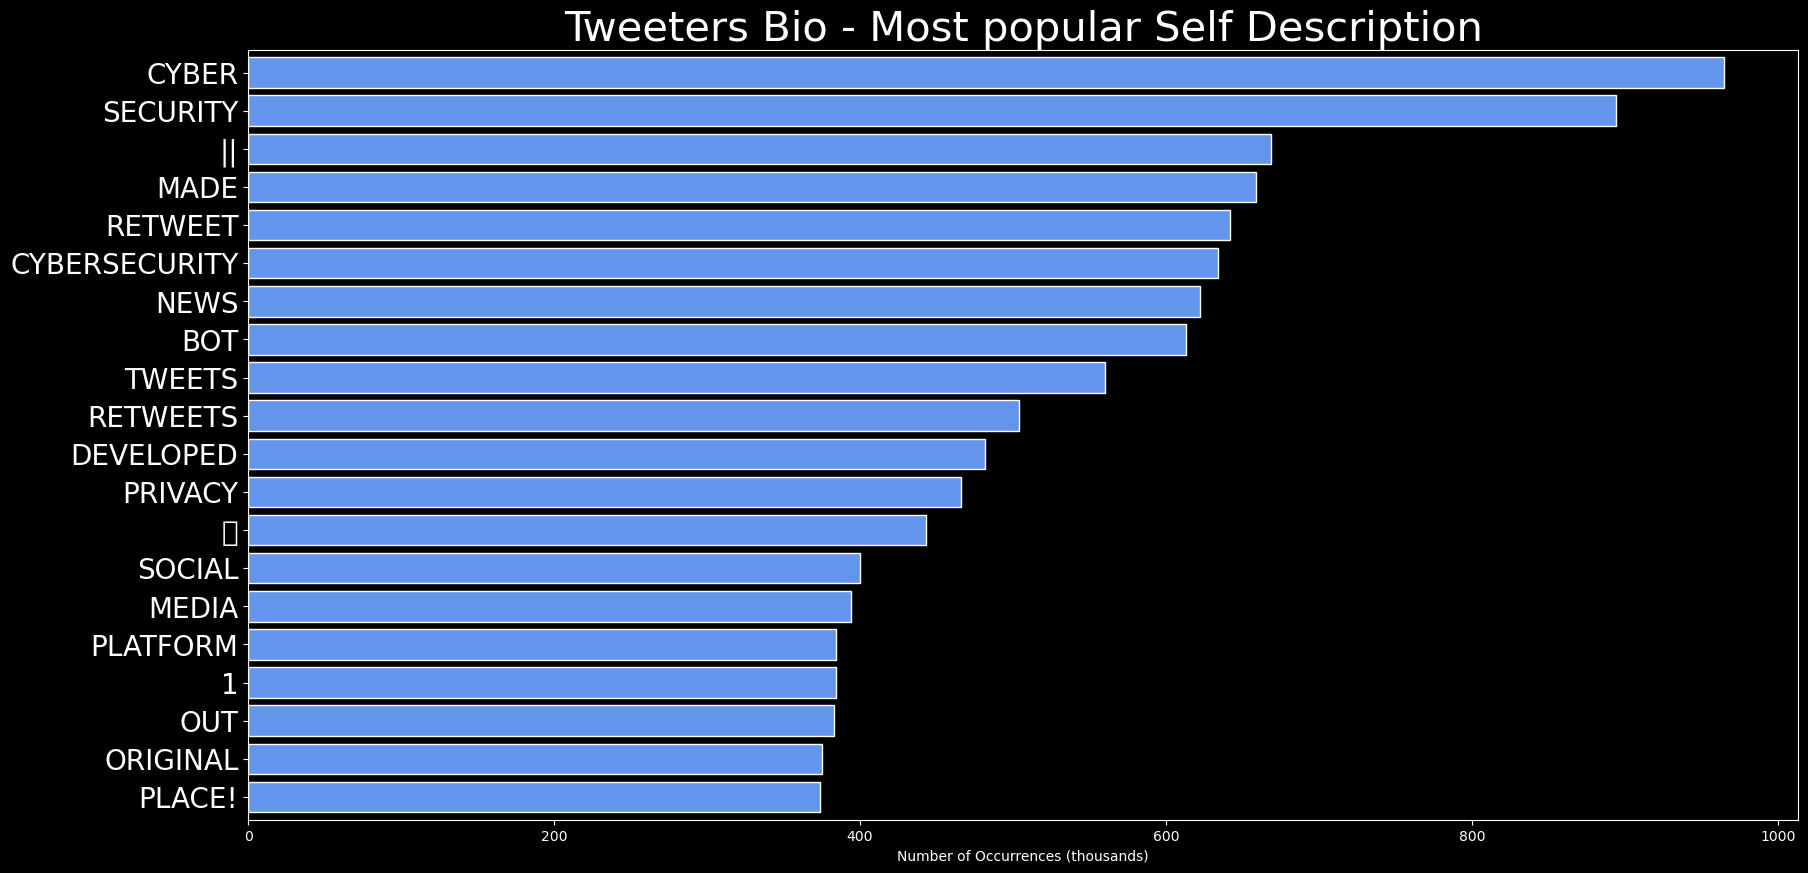 Tweeters Bio - Most popular Self Description
CYBER
SECURITY
||
MADE
RETWEET
CYBERSECURITY
NEWS
BOT
TWEETS
RETWEETS
DEVELOPED
PRIVACY
SOCIAL
MEDIA
PLATFORM
1
OUT
ORIGINAL
PLACE!
0 200 400 600 800 1000
Number of Occurrences (thousands)